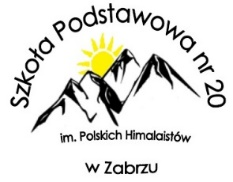 Szkoła Podstawowa nr 20
im. Polskich Himalaistów
w Zabrzu